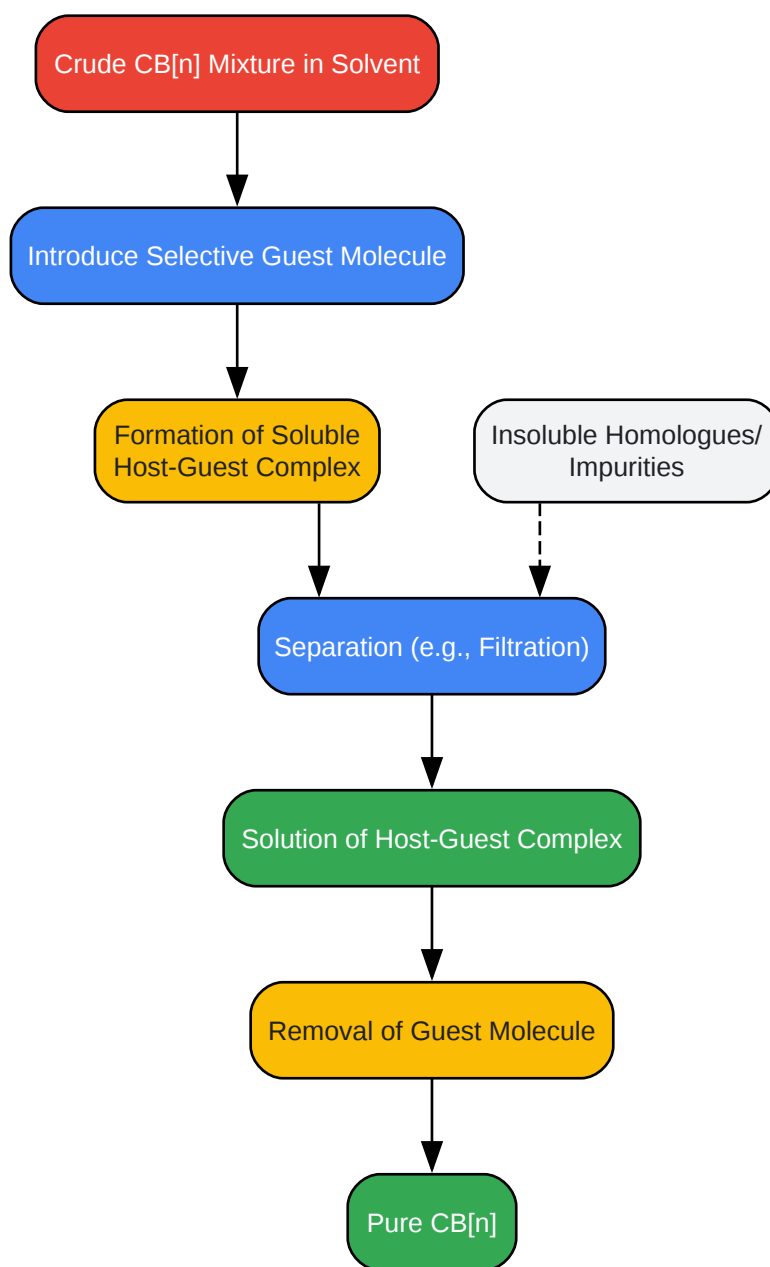 Crude CB[n] Mixture in Solvent
Introduce Selective Guest Molecule
Formation of Soluble
Host-Guest Complex
Insoluble Homologues/
Impurities
Separation (e.g., Filtration)
Solution of Host-Guest Complex
Removal of Guest Molecule
Pure CB[n]